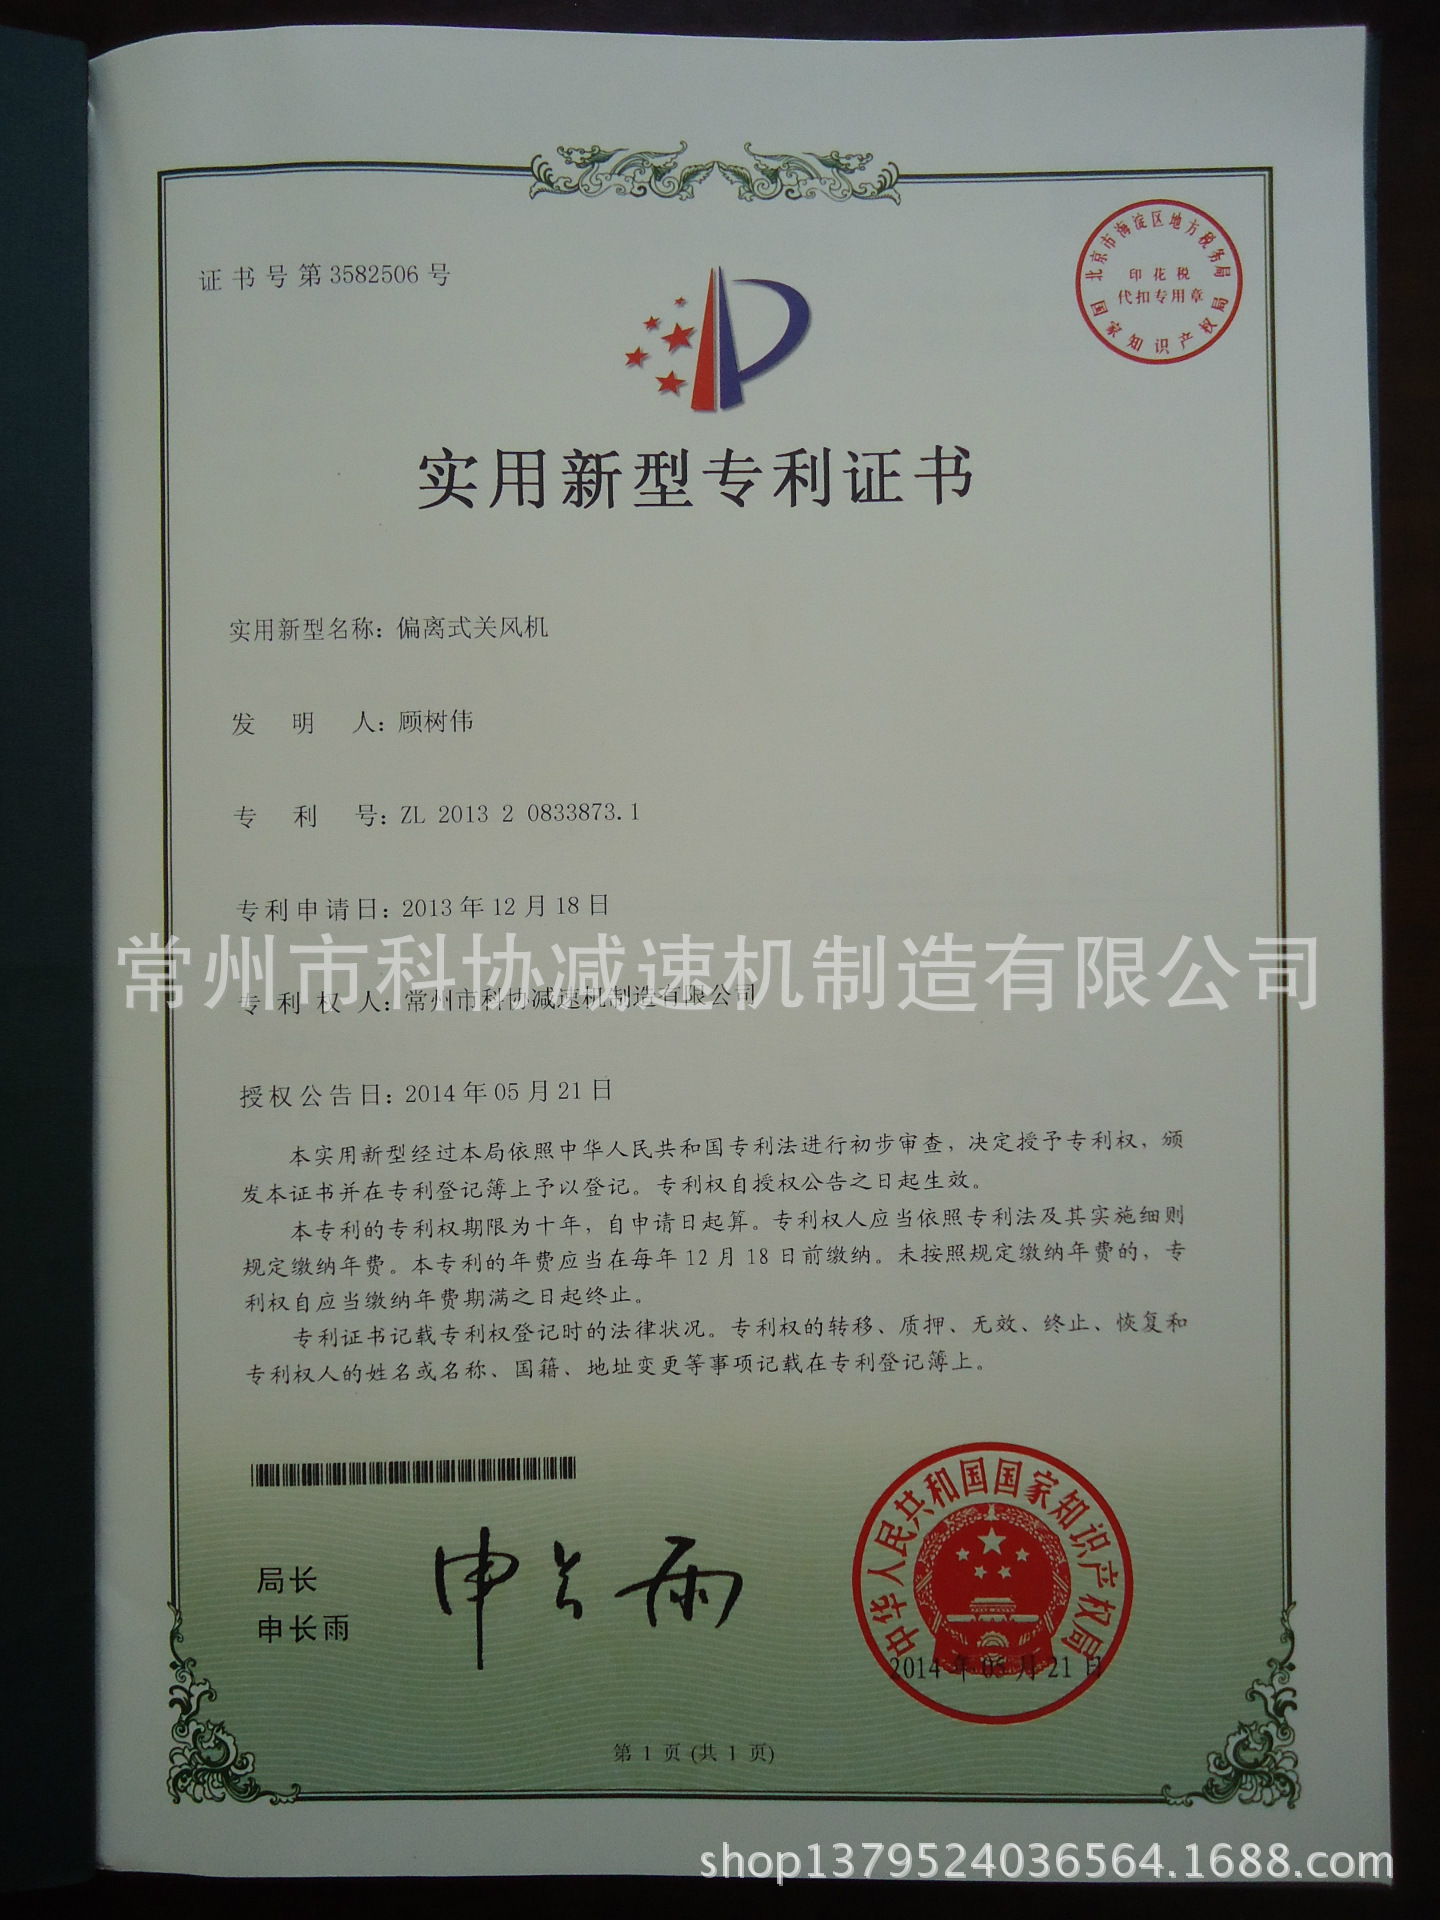 证书号第3582506号
北京市海淀区地方税务局
印花税
代扣专用章
国家知识产权局
实用新型专利证书
实用新型名称：偏离式关风机
发明人：顾树伟
专利号：ZL 2013 2 0833873.1
专利申请日：2013年12月18日
常州市科协减速机制造有限公司
专利权人：常州市科协减速机制造有限公司
授权公告日：2014年05月21日
本实用新型经过本局依照中华人民共和国专利法进行初步审查，决定授予专利权，颁
发本证书并在专利登记簿上予以登记。专利权自授权公告之日起生效。
本专利的专利权期限为十年，自申请日起算。专利权人应当依照专利法及其实施细则
规定缴纳年费。本专利的年费应当在每年12月18日前缴纳。未按照规定缴纳年费的，专
利权自应当缴纳年费期满之日起终止。
专利证书记载专利权登记时的法律状况。专利权的转移、质押、无效、终止、恢复和
专利权人的姓名或名称、国籍、地址变更等事项记载在专利登记簿上。
局长
申长雨
申长雨
中华人民共和国国家知识产权局
2014年05月21日
第1页(共1页)
shop1379524036564.1688.com